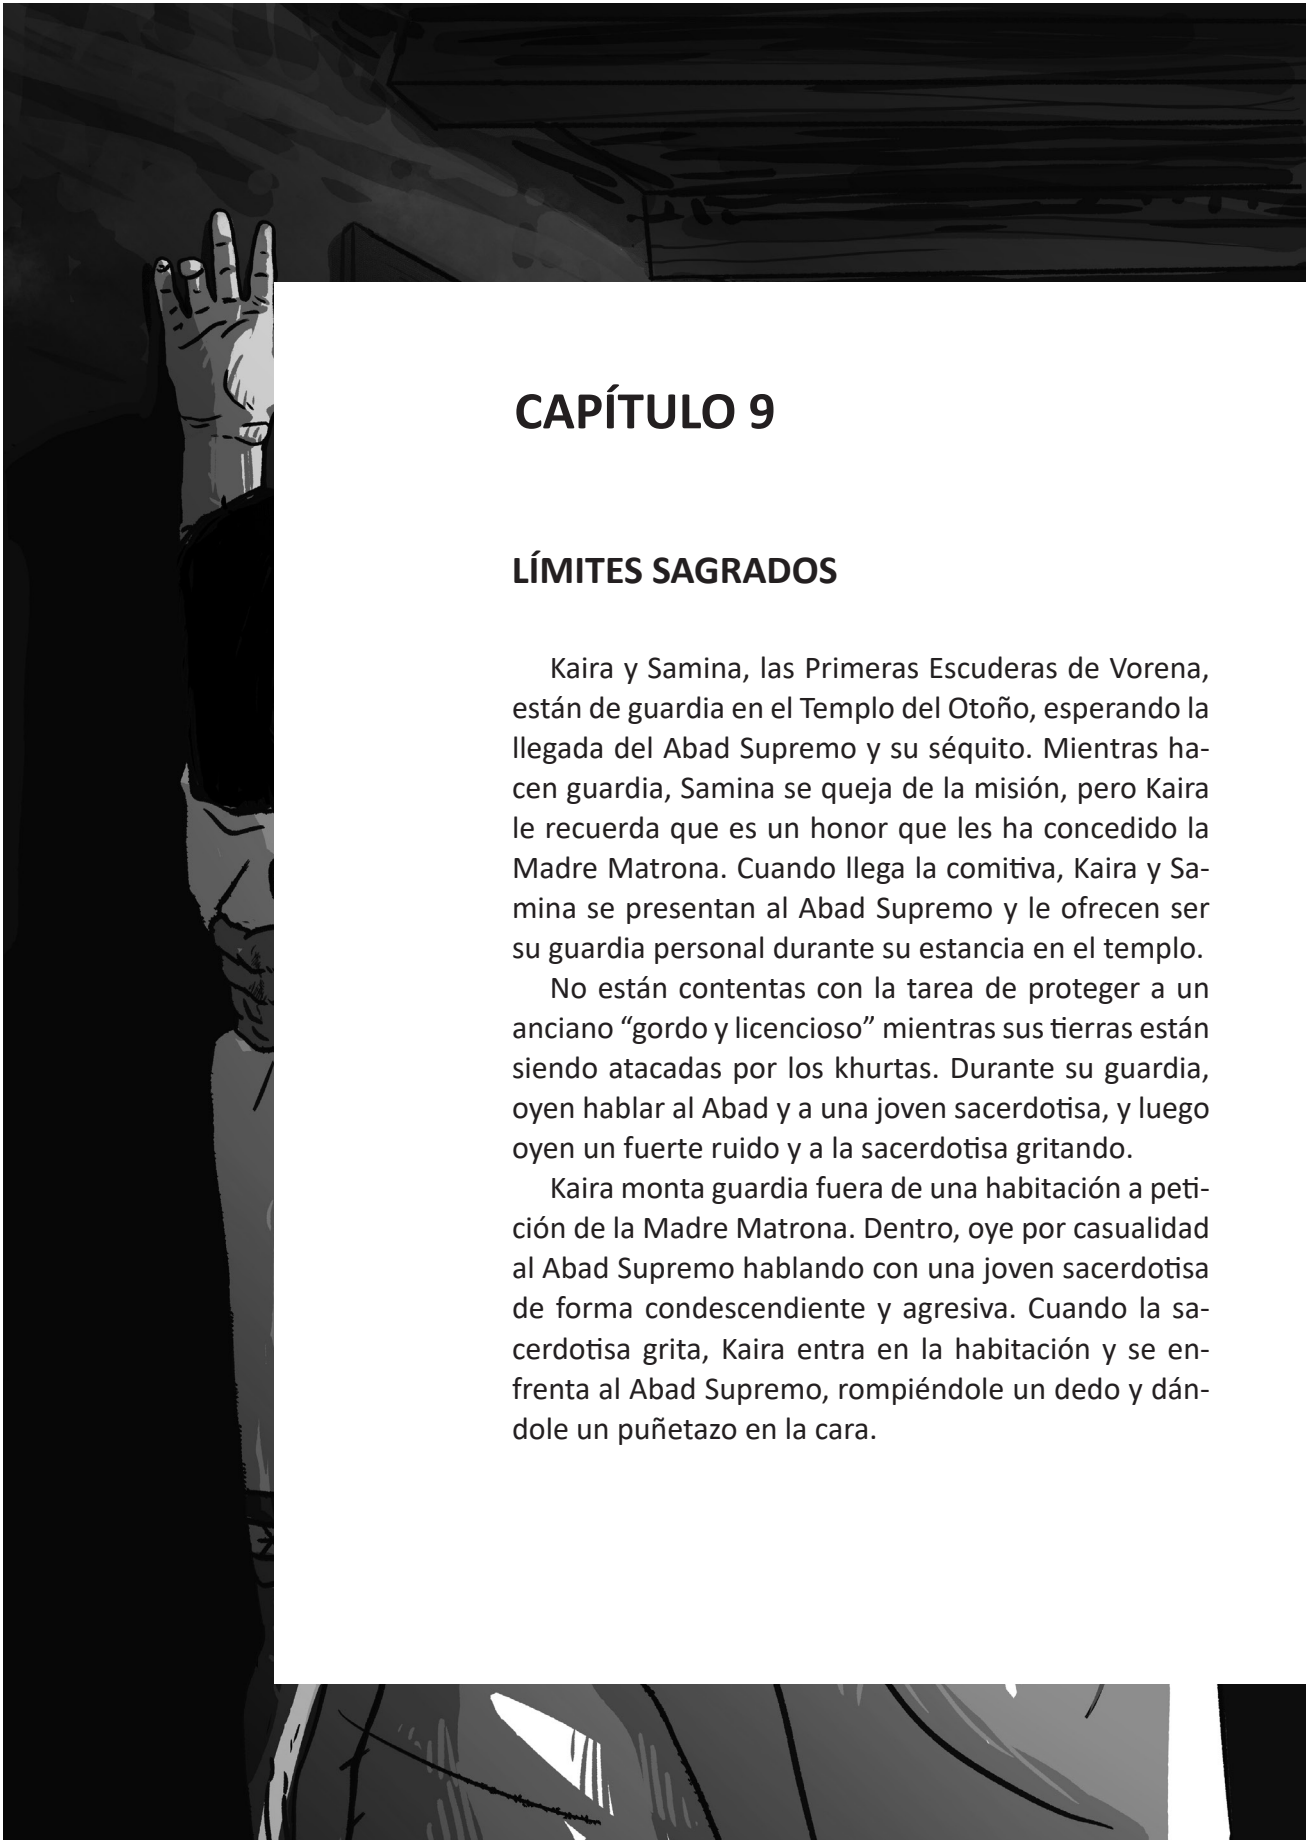 CAPÍTULO 9
LÍMITES SAGRADOS
Kaira y Samina, las Primeras Escuderas de Vorena,
están de guardia en el Templo del Otoño, esperando la
llegada del Abad Supremo y su séquito. Mientras ha-
cen guardia, Samina se queja de la misión, pero Kaira
le recuerda que es un honor que les ha concedido la
Madre Matrona. Cuando llega la comitiva, Kaira y Sa-
mina se presentan al Abad Supremo y le ofrecen ser
su guardia personal durante su estancia en el templo.
No están contentas con la tarea de proteger a un
anciano “gordo y licencioso” mientras sus tierras están
siendo atacadas por los khurtas. Durante su guardia,
oyen hablar al Abad y a una joven sacerdotisa, y luego
oyen un fuerte ruido y a la sacerdotisa gritando.
Kaira monta guardia fuera de una habitación a peti-
ción de la Madre Matrona. Dentro, oye por casualidad
al Abad Supremo hablando con una joven sacerdotisa
de forma condescendiente y agresiva. Cuando la sa-
cerdotisa grita, Kaira entra en la habitación y se en-
frenta al Abad Supremo, rompiéndole un dedo y dán-
dole un puñetazo en la cara.